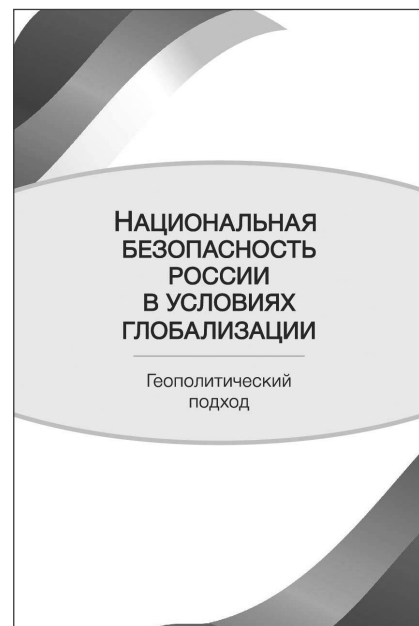 НАЦИОНАЛЬНАЯ
БЕЗОПАСНОСТЬ
РОССИИ
В УСЛОВИЯХ
ГЛОБАЛИЗАЦИИ
Геополитический
подход